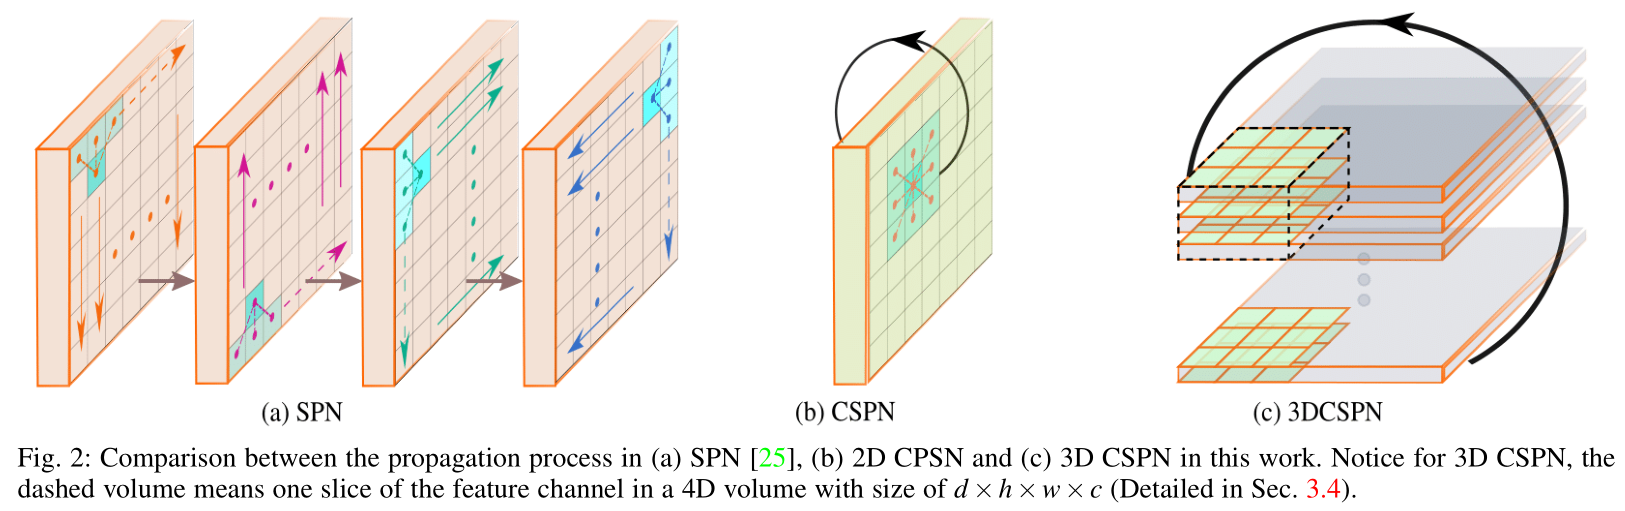 (a) SPN
(b) CSPN
(c) 3DCSPN
Fig. 2: Comparison between the propagation process in (a) SPN [25], (b) 2D CPSN and (c) 3D CSPN in this work. Notice for 3D CSPN, the
dashed volume means one slice of the feature channel in a 4D volume with size of d × h × w × c (Detailed in Sec. 3.4).